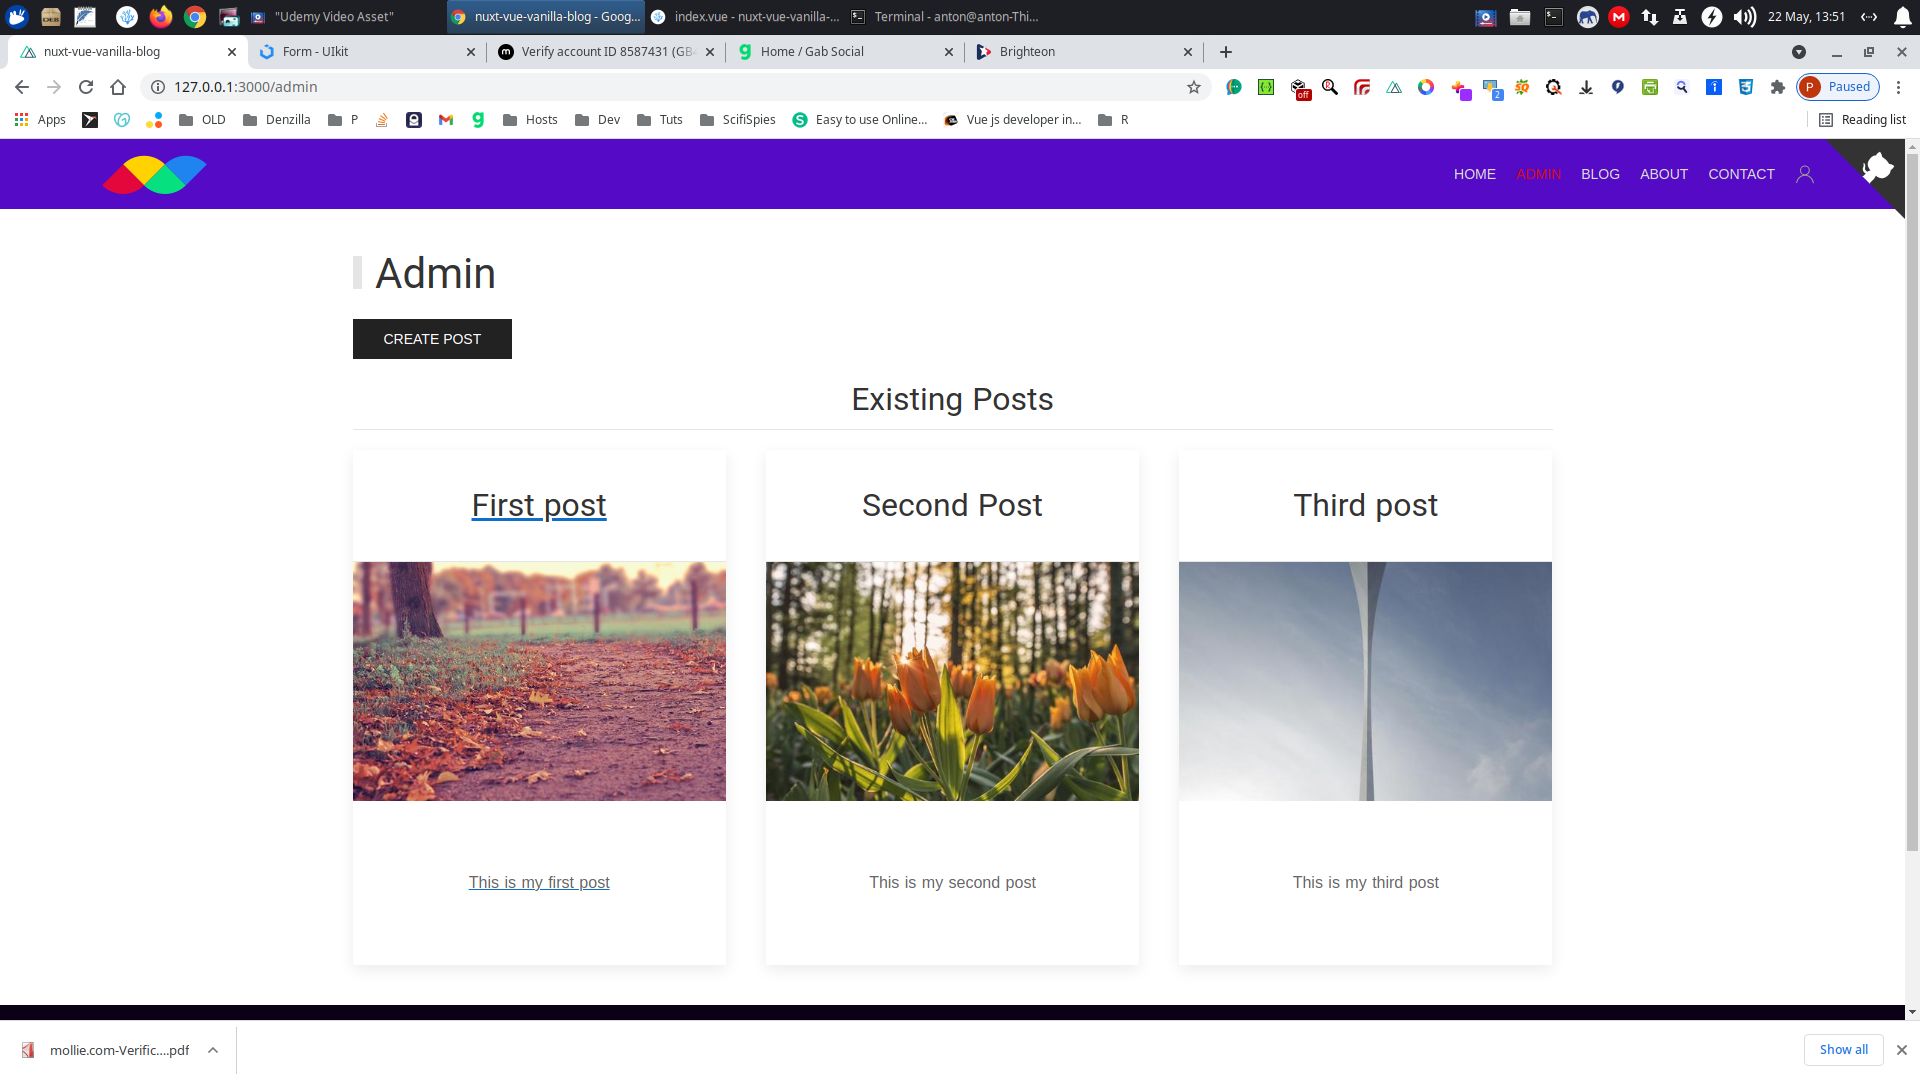 "Udemy Video Asset"
nuxt-vue-vanilla-blog - Goog...
index.vue - nuxt-vue-vanilla-...
Terminal - anton@anton-Thi...
22 May, 13:51
nuxt-vue-vanilla-blog
Form - UIkit
Verify account ID 8587431 (GB
Home / Gab Social
Brighteon
127.0.0.1:3000/admin
off
2
P
Paused
Apps
OLD
Denzilla
P
Hosts
Dev
Tuts
ScifiSpies
Easy to use Online...
Vue js developer in...
R
Reading list
HOME
ADMIN
BLOG
ABOUT
CONTACT
Admin
CREATE POST
Existing Posts
First post
Second Post
Third post
This is my first post
This is my second post
This is my third post
mollie.com-Verific....pdf
Show all